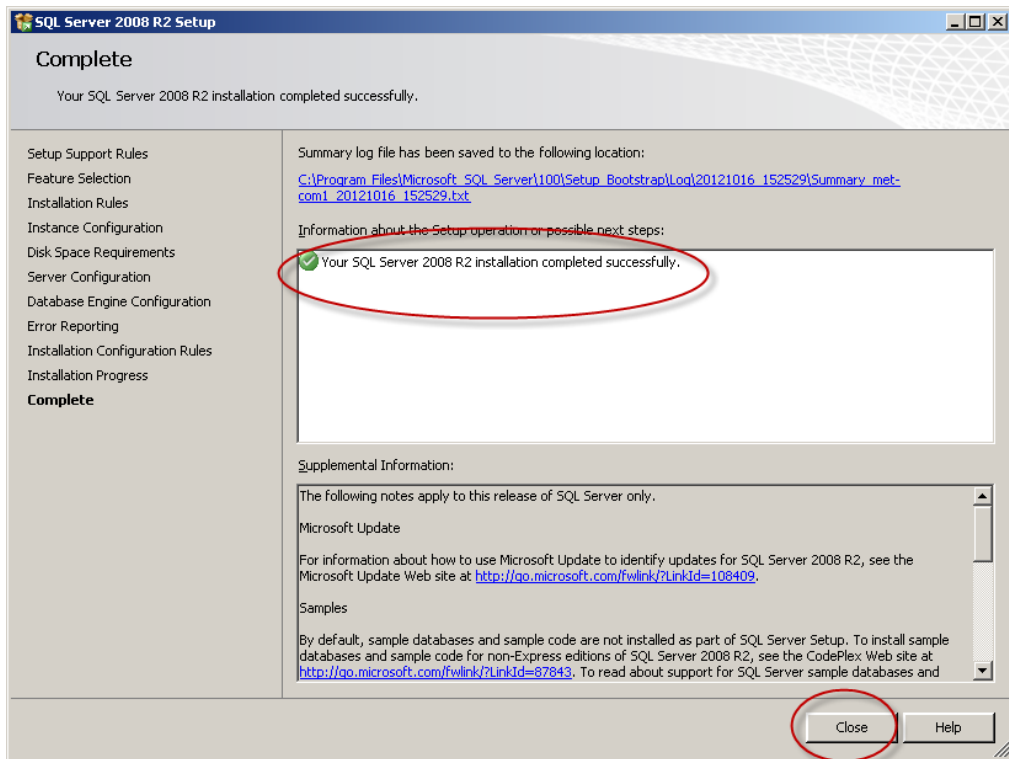 SQL Server 2008 R2 Setup
Complete
Your SQL Server 2008 R2 installation completed successfully.
Setup Support Rules
Feature Selection
Installation Rules
Instance Configuration
Disk Space Requirements
Server Configuration
Database Engine Configuration
Error Reporting
Installation Configuration Rules
Installation Progress
Complete
Summary log file has been saved to the following location:
C:\Program Files\Microsoft SQL Server\100\Setup Bootstrap\Log\20121016_152529\Summary_met-
com1_20121016_152529.txt
Information about the Setup operation or possible next steps:
Your SQL Server 2008 R2 installation completed successfully.
Supplemental Information:
The following notes apply to this release of SQL Server only.
Microsoft Update
For information about how to use Microsoft Update to identify updates for SQL Server 2008 R2, see the
Microsoft Update Web site at http://go.microsoft.com/fwlink/?LinkId=108409.
Samples
By default, sample databases and sample code are not installed as part of SQL Server Setup. To install sample
databases and sample code for non-Express editions of SQL Server 2008 R2, see the CodePlex Web site at
http://go.microsoft.com/fwlink/?LinkId=87843. To read about support for SQL Server sample databases and
Close
Help